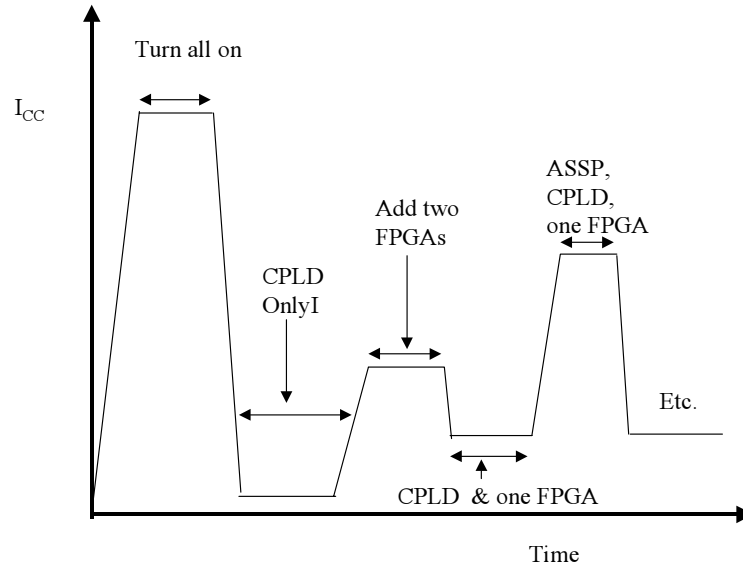 Turn all on
I_CC
ASSP,
CPLD,
one FPGA
Add two
FPGAs
CPLD
OnlyI
Etc.
CPLD & one FPGA
Time